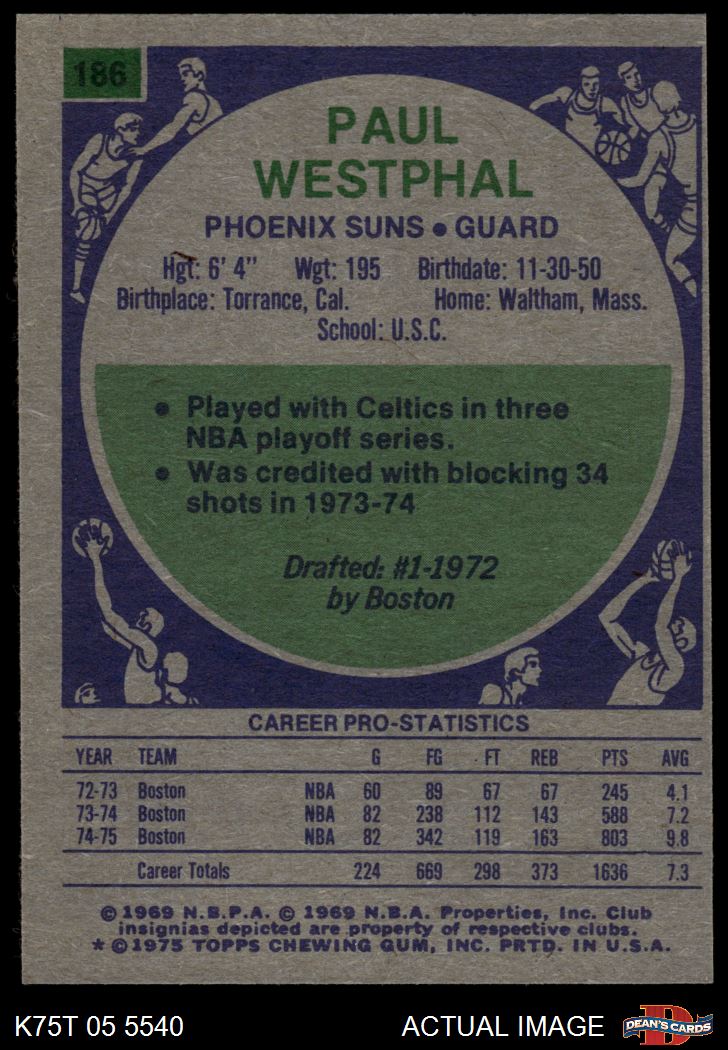 186
PAUL
WESTPHAL
PHOENIX SUNS • GUARD
Hgt: 6' 4" Wgt: 195 Birthdate: 11-30-50
Birthplace: Torrance, Cal. Home: Waltham, Mass.
School: U.S.C.
• Played with Celtics in three
NBA playoff series.
• Was credited with blocking 34
shots in 1973-74
Drafted: #1-1972
by Boston
CAREER PRO-STATISTICS
YEAR TEAM G FG FT REB PTS AVG
72-73 Boston NBA 60 89 67 67 245 4.1
73-74 Boston NBA 82 238 112 143 588 7.2
74-75 Boston NBA 82 342 119 163 803 9.8
Career Totals 224 669 298 373 1636 7.3
© 1969 N.B.P.A. © 1969 N.B.A. Properties, Inc. Club
insignias depicted are property of respective clubs.
* © 1975 TOPPS CHEWING GUM, INC. PRTD. IN U.S.A.
K75T 05 5540 ACTUAL IMAGE
D
DEAN'S CARDS
DEAN'S CARDS